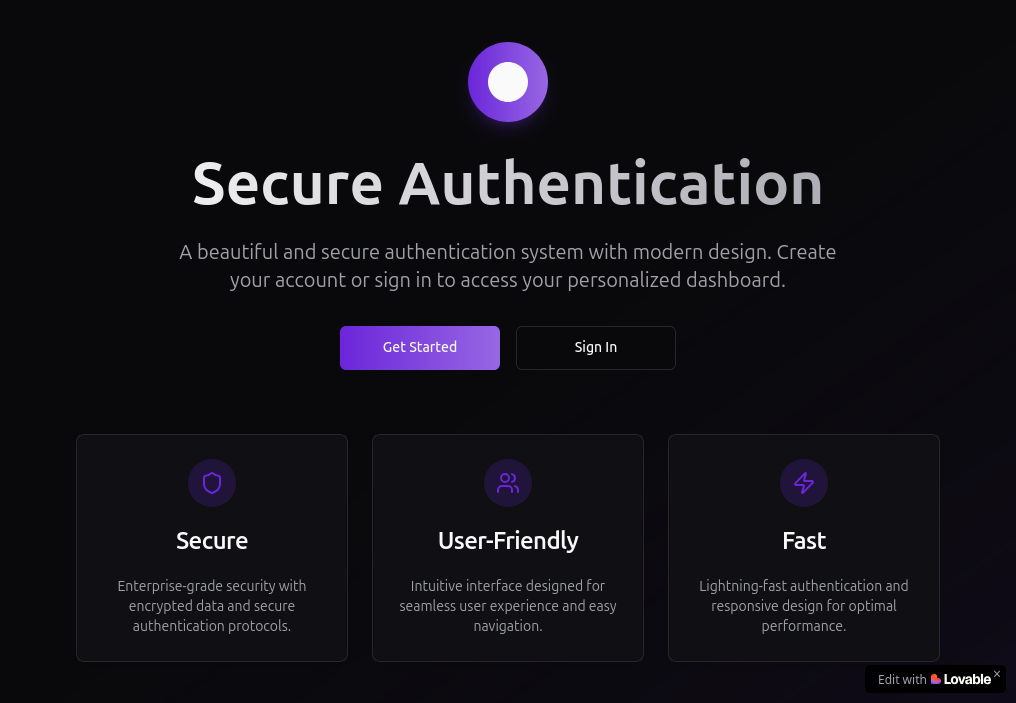 Secure Authentication
A beautiful and secure authentication system with modern design. Create
your account or sign in to access your personalized dashboard.
Get Started
Sign In
Secure
Enterprise-grade security with
encrypted data and secure
authentication protocols.
User-Friendly
Intuitive interface designed for
seamless user experience and easy
navigation.
Fast
Lightning-fast authentication and
responsive design for optimal
performance.
Edit with Lovable ×